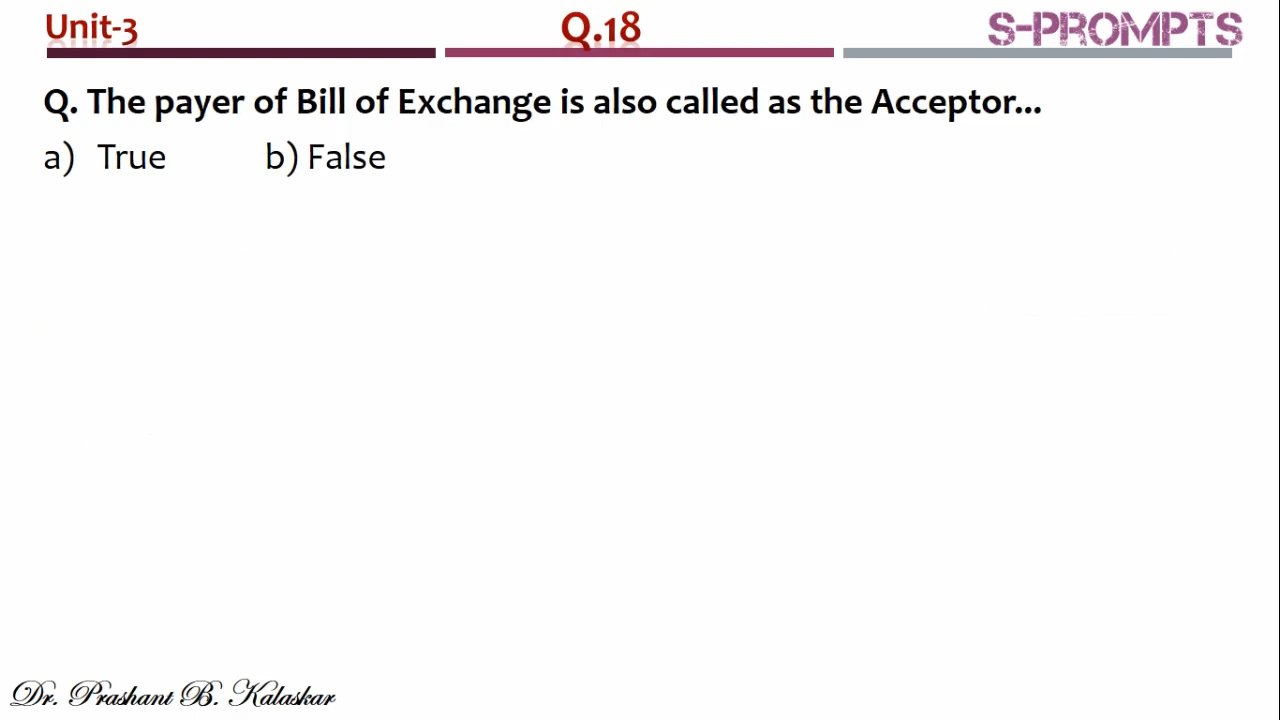 Unit-3
Q.18
S-PROMPTS
Q. The payer of Bill of Exchange is also called as the Acceptor...
a) True b) False
Dr. Prashant B. Kalaskar